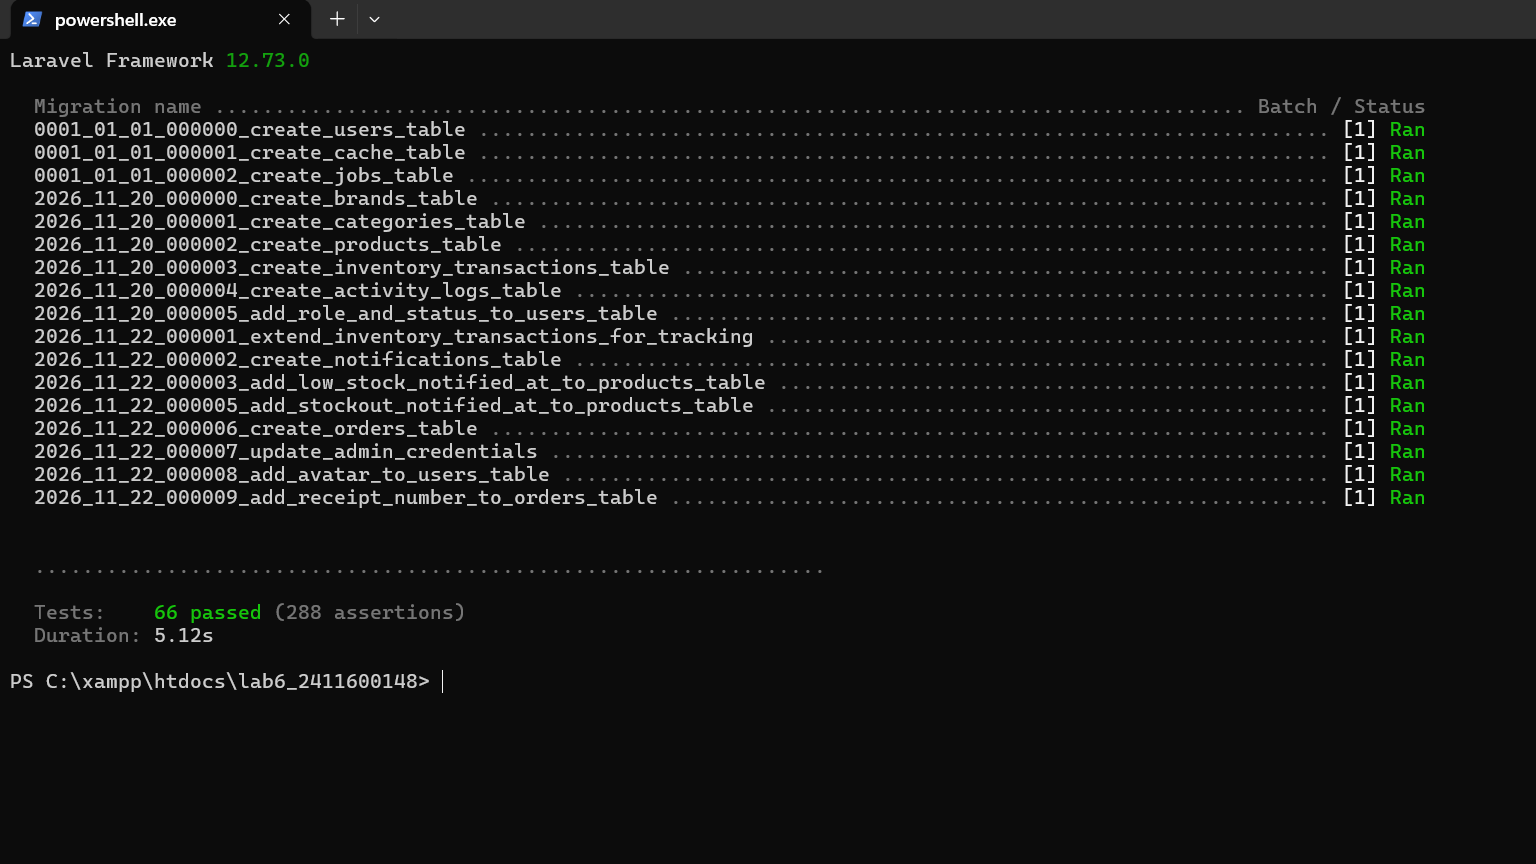 powershell.exe
Laravel Framework 12.73.0
Migration name ...................................................................................... Batch / Status
0001_01_01_000000_create_users_table ....................................................................... [1] Ran
0001_01_01_000001_create_cache_table ....................................................................... [1] Ran
0001_01_01_000002_create_jobs_table ........................................................................ [1] Ran
2026_11_20_000000_create_brands_table ...................................................................... [1] Ran
2026_11_20_000001_create_categories_table .................................................................. [1] Ran
2026_11_20_000002_create_products_table .................................................................... [1] Ran
2026_11_20_000003_create_inventory_transactions_table ...................................................... [1] Ran
2026_11_20_000004_create_activity_logs_table ............................................................... [1] Ran
2026_11_20_000005_add_role_and_status_to_users_table ....................................................... [1] Ran
2026_11_22_000001_extend_inventory_transactions_for_tracking ............................................... [1] Ran
2026_11_22_000002_create_notifications_table ............................................................... [1] Ran
2026_11_22_000003_add_low_stock_notified_at_to_products_table .............................................. [1] Ran
2026_11_22_000005_add_stockout_notified_at_to_products_table ............................................... [1] Ran
2026_11_22_000006_create_orders_table ...................................................................... [1] Ran
2026_11_22_000007_update_admin_credentials ................................................................. [1] Ran
2026_11_22_000008_add_avatar_to_users_table ................................................................ [1] Ran
2026_11_22_000009_add_receipt_number_to_orders_table ....................................................... [1] Ran
..................................................................
Tests:    66 passed (288 assertions)
Duration: 5.12s
PS C:\xampp\htdocs\lab6_2411600148>